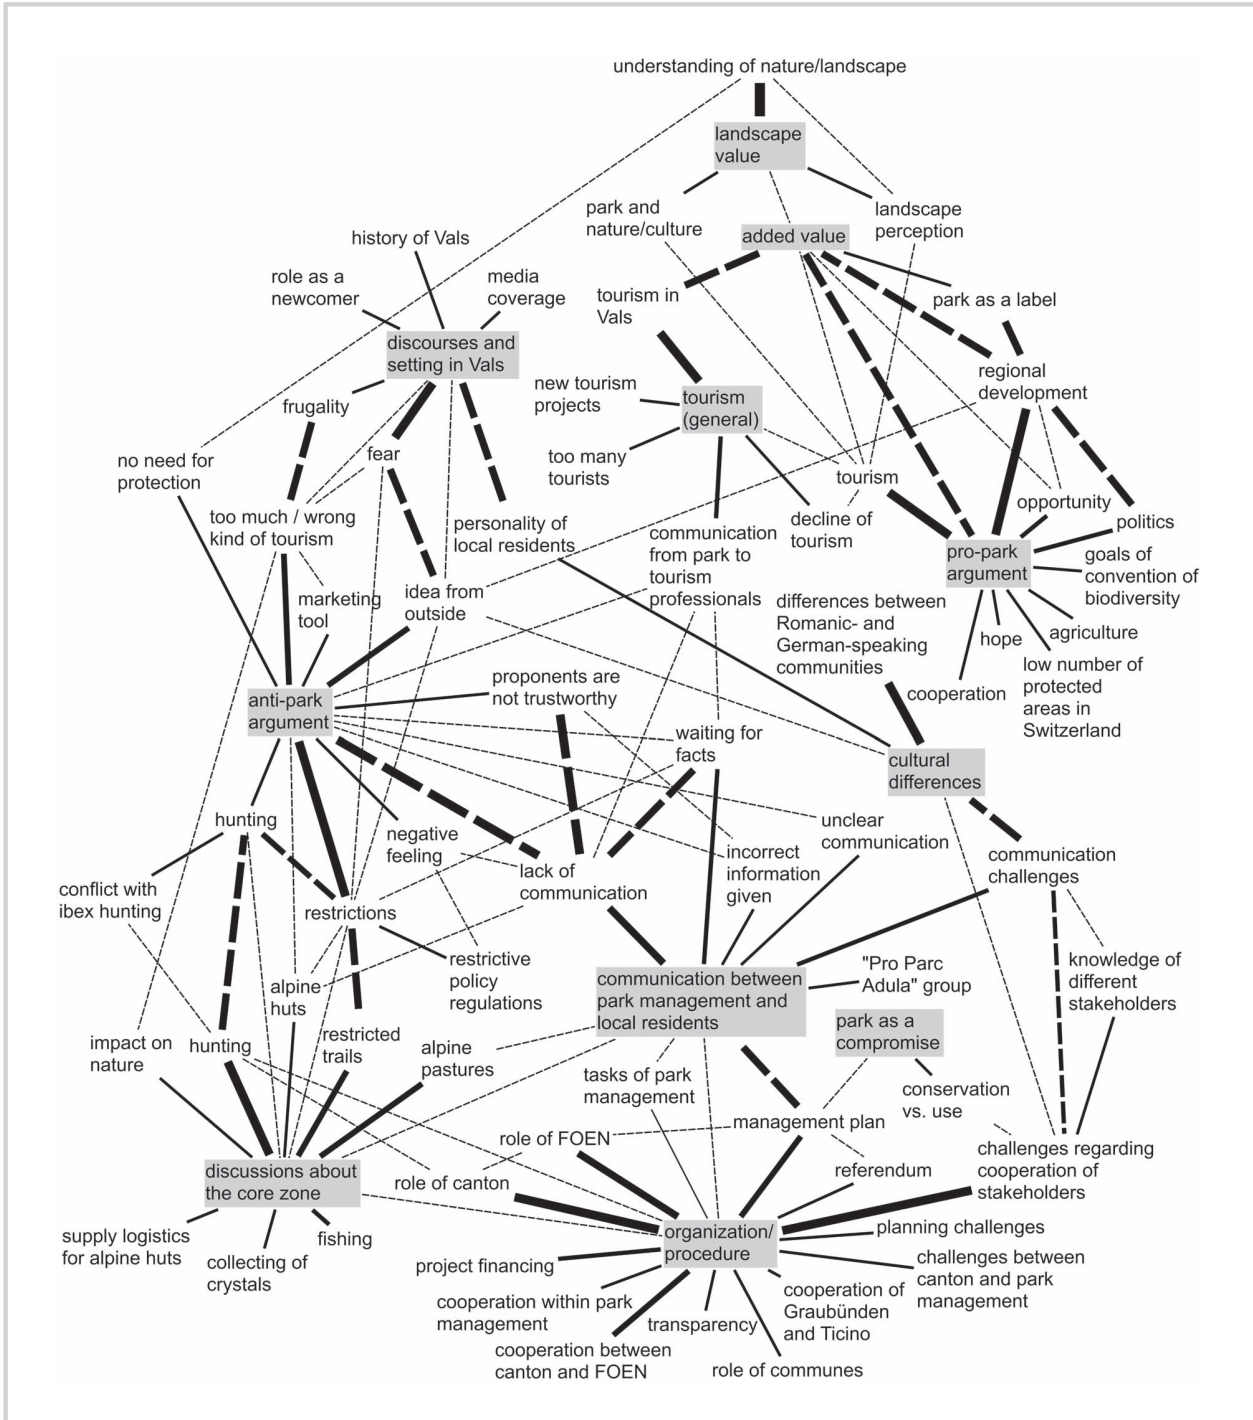 understanding of nature/landscape
landscape
value
park and
nature/culture
landscape
perception
added value
history of Vals
role as a
newcomer
media
coverage
tourism in
Vals
park as a label
discourses and
setting in Vals
regional
development
new tourism
projects
tourism
(general)
frugality
fear
no need for
protection
too many
tourists
tourism
opportunity
too much / wrong
kind of tourism
personality of
local residents
communication
from park to
tourism
professionals
decline of
tourism
politics
pro-park
argument
goals of
convention of
biodiversity
marketing
tool
idea from
outside
differences between
Romanic- and
German-speaking
communities
hope
agriculture
cooperation
low number of
protected
areas in
Switzerland
anti-park
argument
proponents are
not trustworthy
waiting for
facts
cultural
differences
hunting
negative
feeling
lack of
communication
unclear
communication
incorrect
information
given
communication
challenges
conflict with
ibex hunting
restrictions
restrictive
policy
regulations
alpine
huts
communication between
park management and
local residents
"Pro Parc
Adula" group
knowledge of
different
stakeholders
park as a
compromise
impact on
nature
hunting
restricted
trails
alpine
pastures
tasks of park
management
conservation
vs. use
management plan
role of FOEN
role of canton
referendum
challenges regarding
cooperation of
stakeholders
discussions about
the core zone
supply logistics
for alpine huts
collecting of
crystals
fishing
organization/
procedure
planning challenges
project financing
challenges between
canton and park
management
cooperation within park
management
transparency
cooperation of
Graubünden
and Ticino
cooperation between
canton and FOEN
role of communes